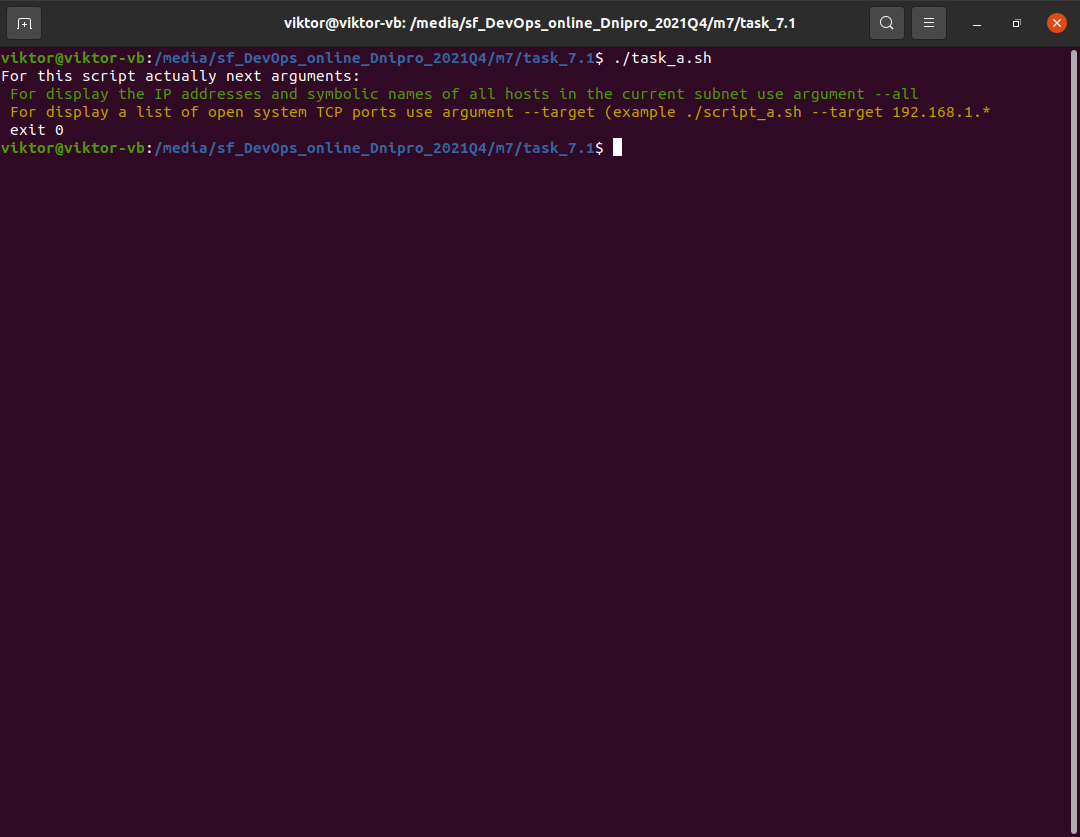 viktor@viktor-vb: /media/sf_DevOps_online_Dnipro_2021Q4/m7/task_7.1
viktor@viktor-vb:/media/sf_DevOps_online_Dnipro_2021Q4/m7/task_7.1$ ./task_a.sh
For this script actually next arguments:
 For display the IP addresses and symbolic names of all hosts in the current subnet use argument --all
 For display a list of open system TCP ports use argument --target (example ./script_a.sh --target 192.168.1.*
 exit 0
viktor@viktor-vb:/media/sf_DevOps_online_Dnipro_2021Q4/m7/task_7.1$